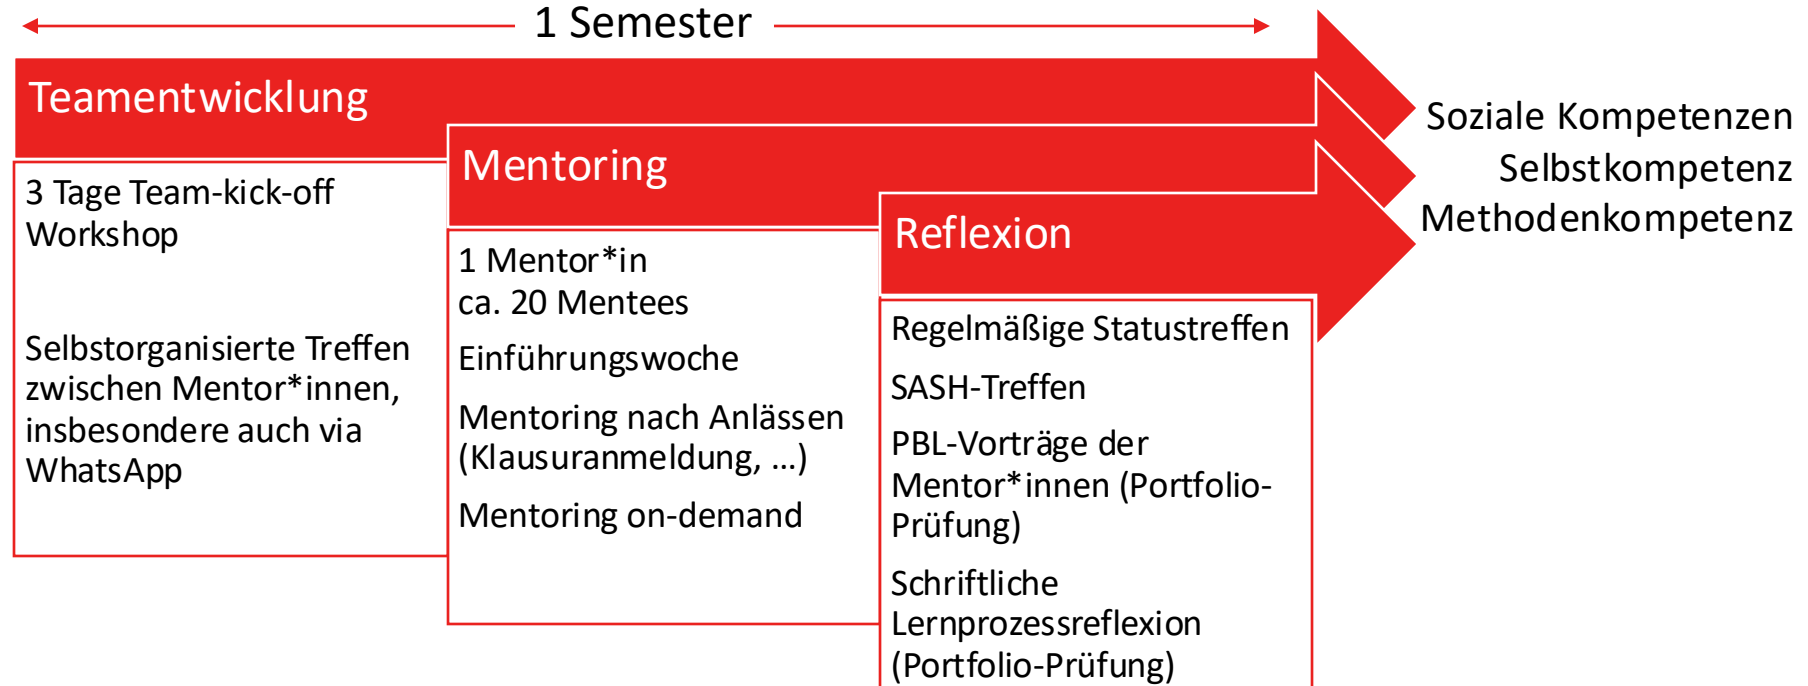 1 Semester
Teamentwicklung
3 Tage Team-kick-off
Workshop
Selbstorganisierte Treffen
zwischen Mentor*innen,
insbesondere auch via
WhatsApp
Mentoring
1 Mentor*in
ca. 20 Mentees
Einführungswoche
Mentoring nach Anlässen
(Klausuranmeldung, ...)
Mentoring on-demand
Reflexion
Regelmäßige Statustreffen
SASH-Treffen
PBL-Vorträge der
Mentor*innen (Portfolio-
Prüfung)
Schriftliche
Lernprozessreflexion
(Portfolio-Prüfung)
Soziale Kompetenzen
Selbstkompetenz
Methodenkompetenz